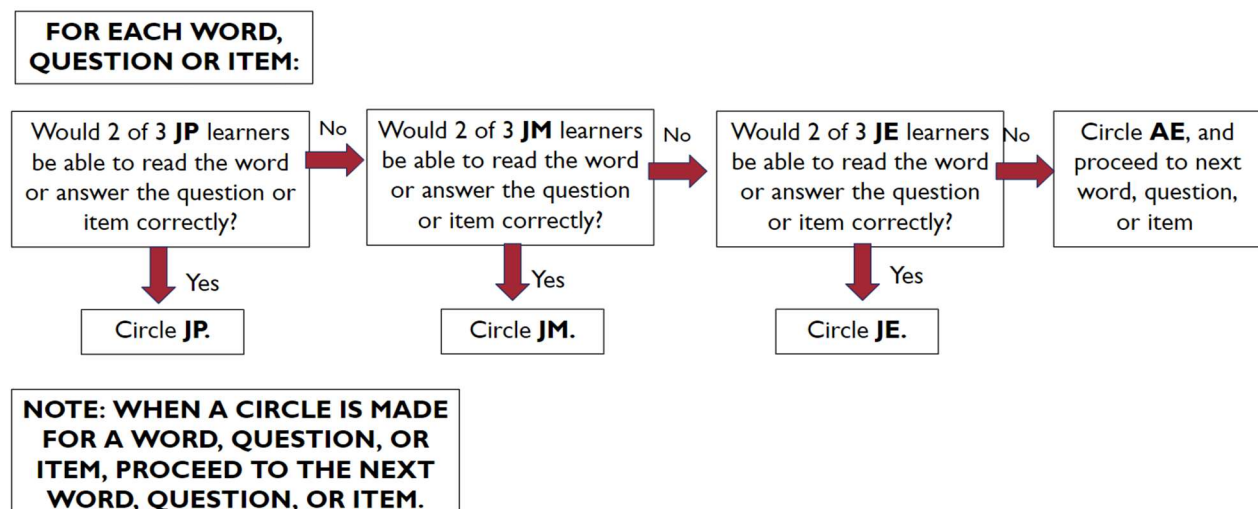 FOR EACH WORD,
QUESTION OR ITEM:
Would 2 of 3 JP learners
be able to read the word
or answer the question or
item correctly?
No
Would 2 of 3 JM learners
be able to read the word
or answer the question
or item correctly?
No
Would 2 of 3 JE learners
be able to read the word
or answer the question
or item correctly?
No
Circle AE, and
proceed to next
word, question,
or item
Yes
Yes
Yes
Circle JP.
Circle JM.
Circle JE.
NOTE: WHEN A CIRCLE IS MADE
FOR A WORD, QUESTION, OR
ITEM, PROCEED TO THE NEXT
WORD, QUESTION, OR ITEM.